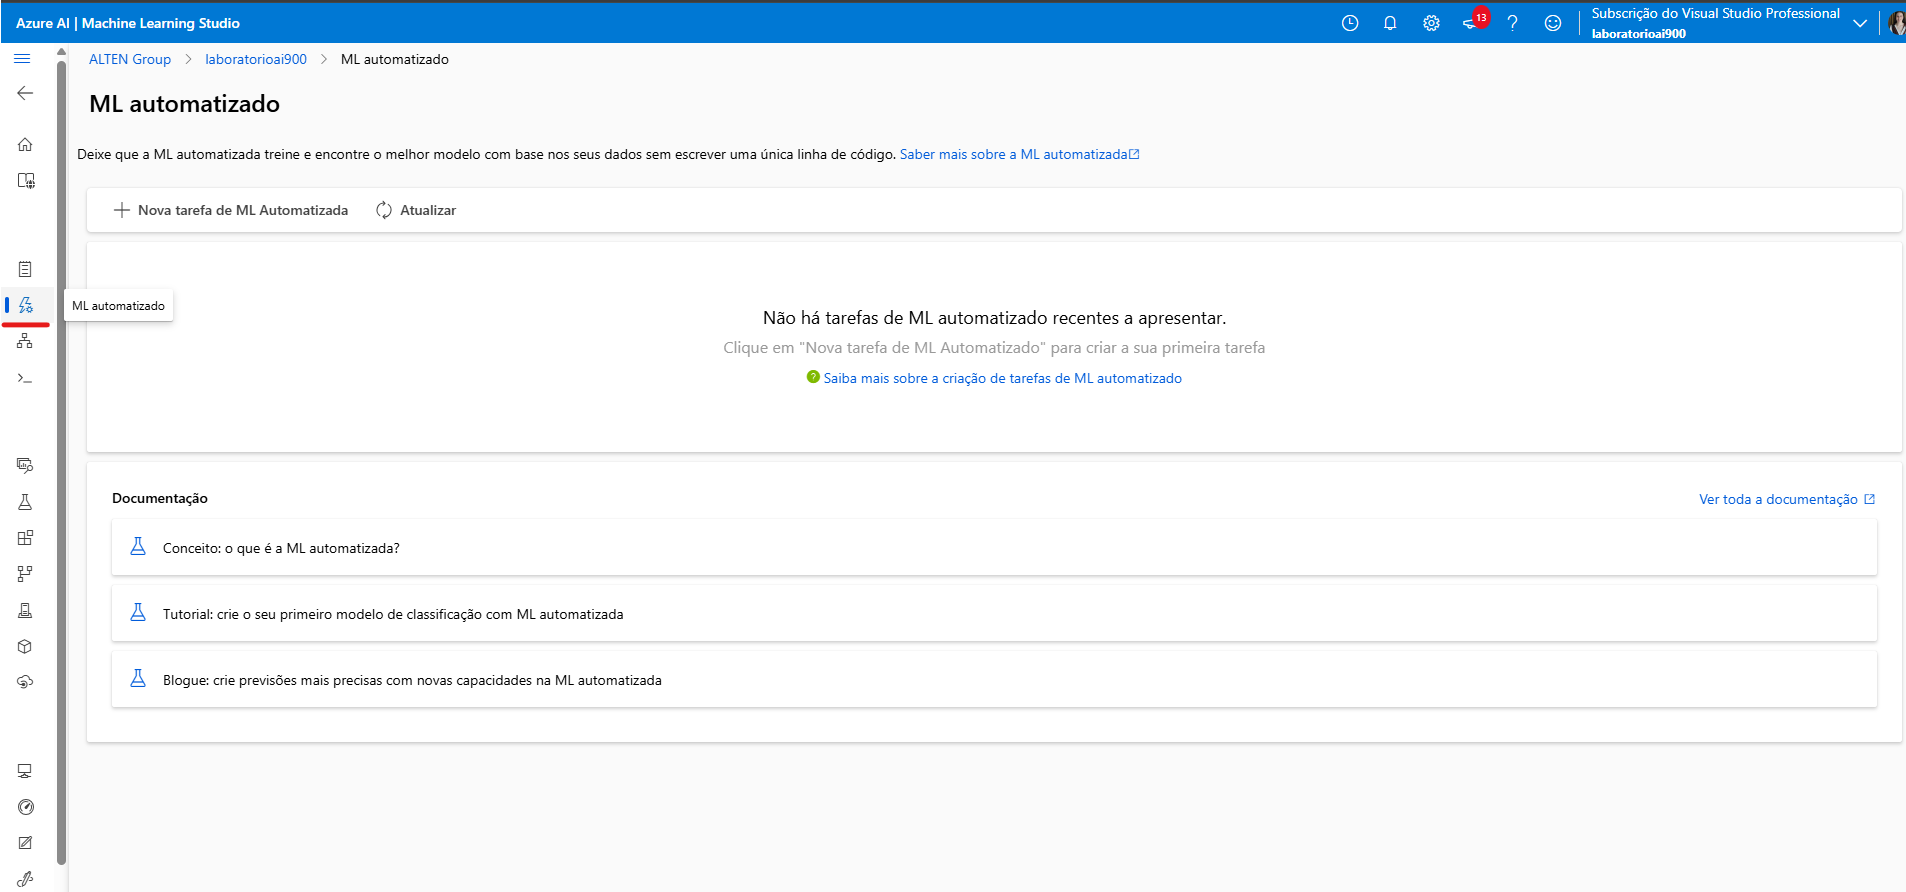 Azure AI | Machine Learning Studio
13
Subscrição do Visual Studio Professional
laboratorioai900
ALTEN Group > laboratorioai900 > ML automatizado
ML automatizado
Deixe que a ML automatizada treine e encontre o melhor modelo com base nos seus dados sem escrever uma única linha de código. Saber mais sobre a ML automatizada
Nova tarefa de ML Automatizada Atualizar
ML automatizado
Não há tarefas de ML automatizado recentes a apresentar.
Clique em "Nova tarefa de ML Automatizado" para criar a sua primeira tarefa
Saiba mais sobre a criação de tarefas de ML automatizado
Documentação
Ver toda a documentação
Conceito: o que é a ML automatizada?
Tutorial: crie o seu primeiro modelo de classificação com ML automatizada
Blogue: crie previsões mais precisas com novas capacidades na ML automatizada